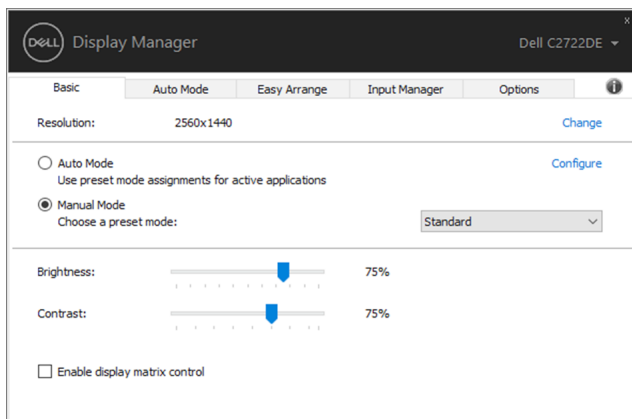 DELL Display Manager Dell C2722DE
x
Basic Auto Mode Easy Arrange Input Manager Options i
Resolution: 2560x1440 Change
Auto Mode Configure
Use preset mode assignments for active applications
Manual Mode
Choose a preset mode: Standard
Brightness: 75%
Contrast: 75%
Enable display matrix control